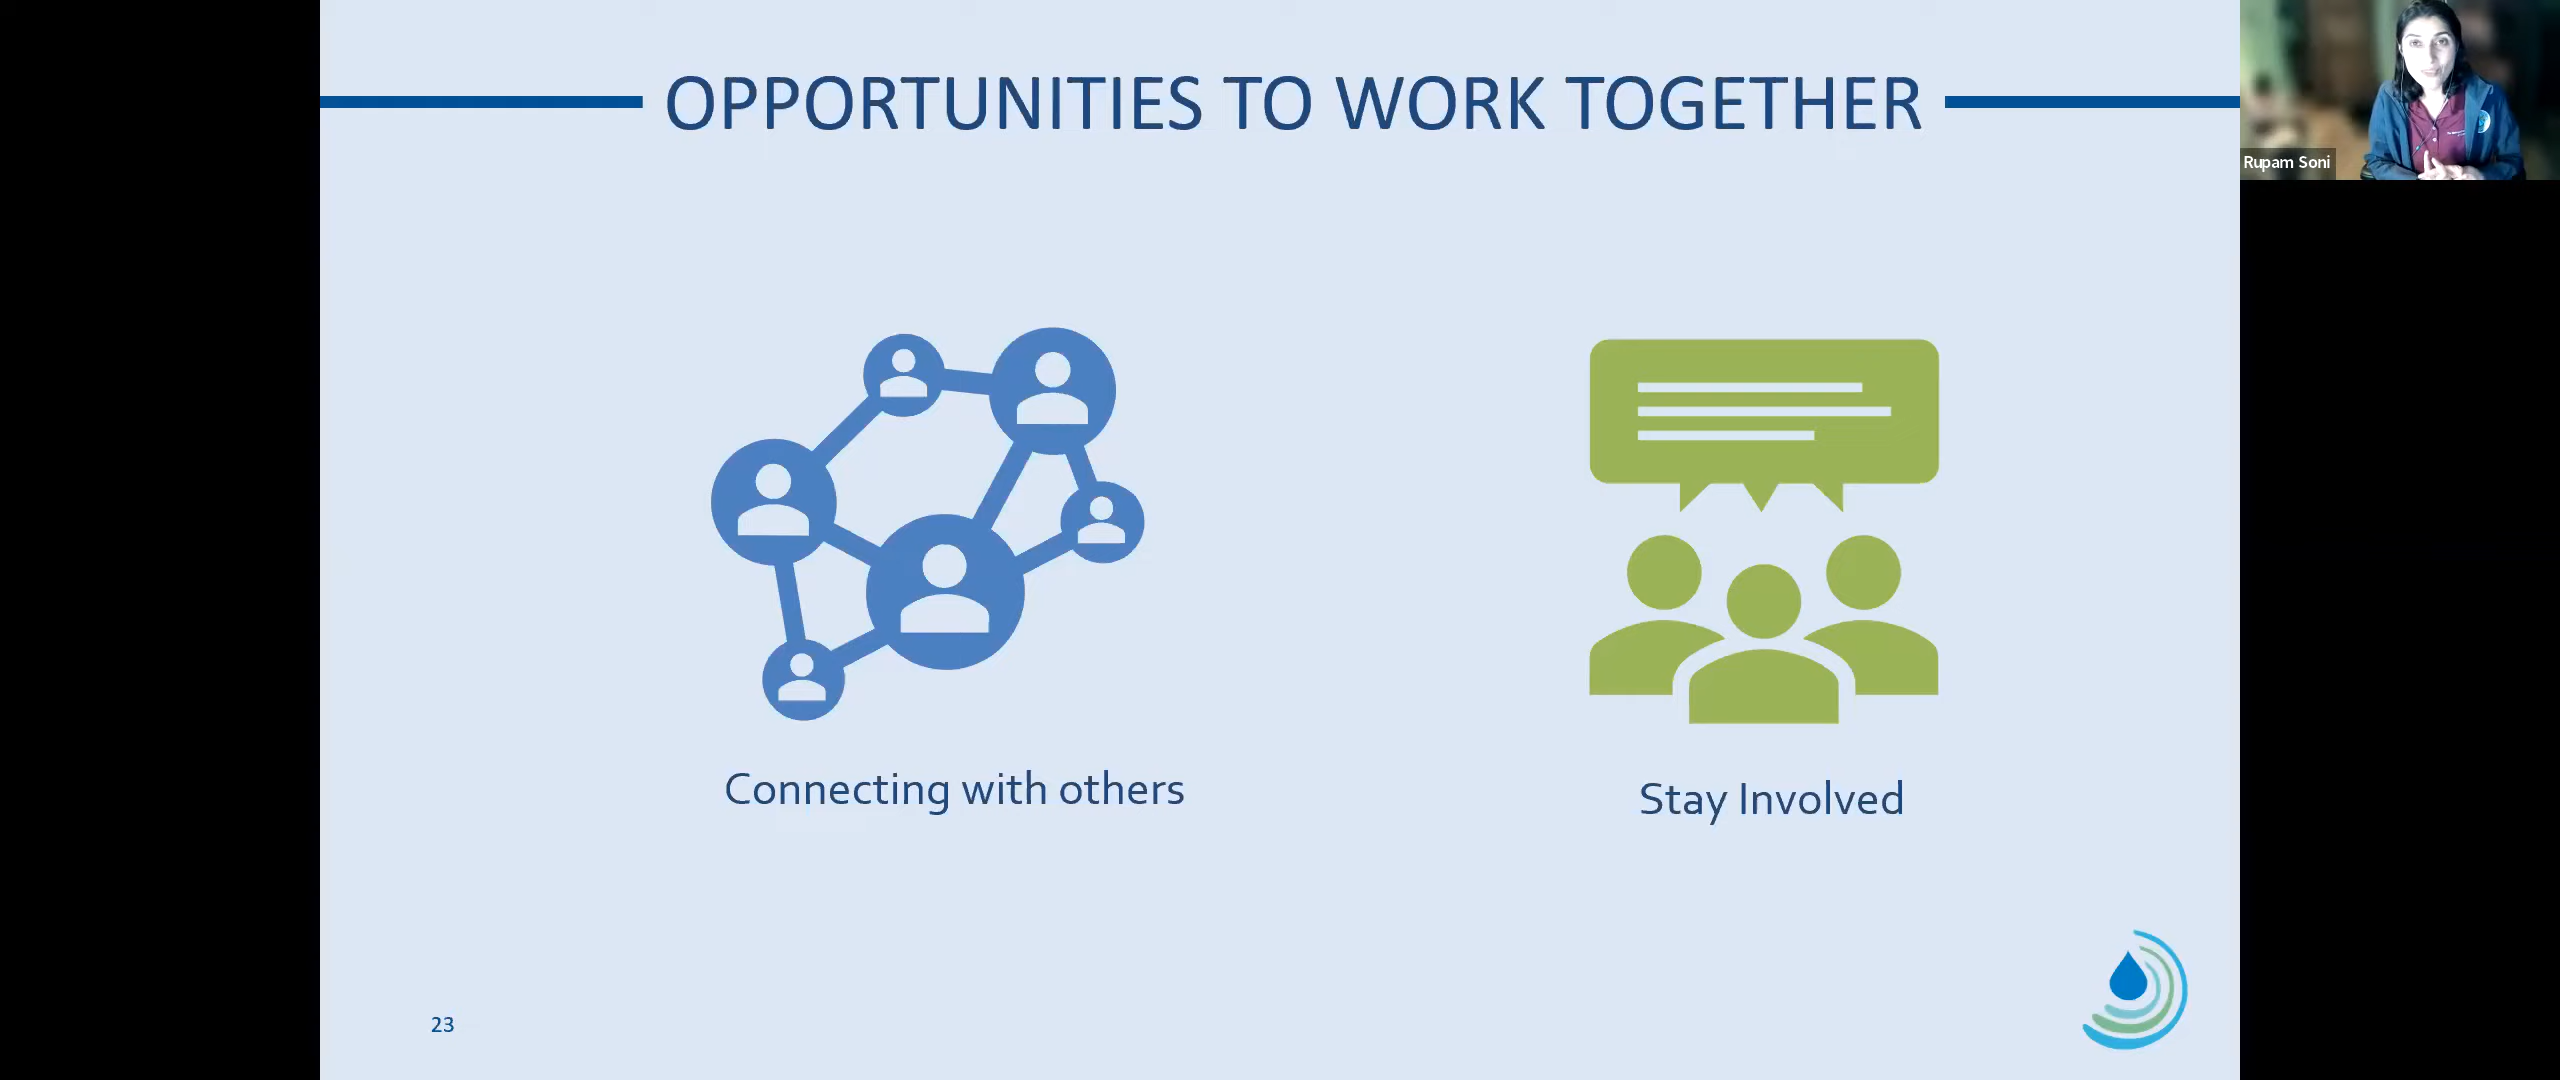 OPPORTUNITIES TO WORK TOGETHER
Rupam Soni
Connecting with others
Stay Involved
23